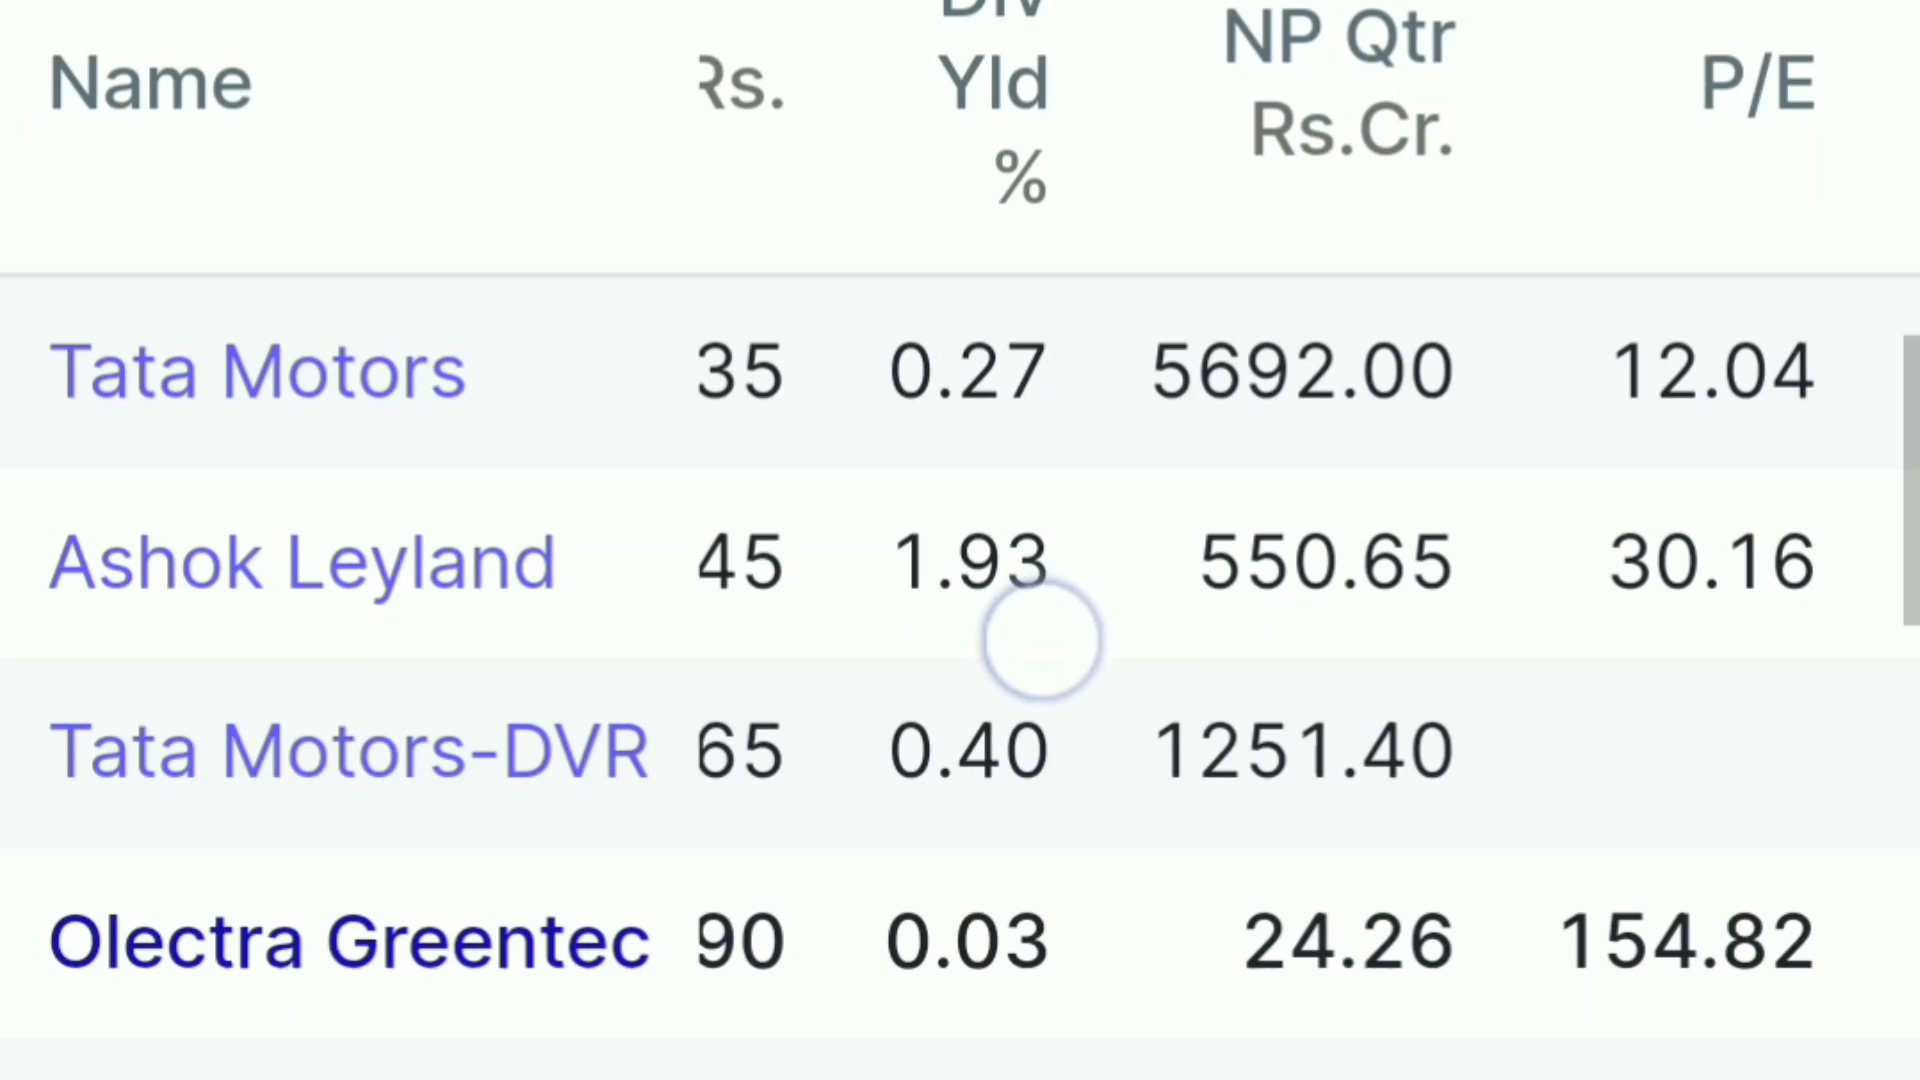 Name Rs. Div Yld % NP Qtr Rs.Cr. P/E
Tata Motors 35 0.27 5692.00 12.04
Ashok Leyland 45 1.93 550.65 30.16
Tata Motors-DVR 65 0.40 1251.40
Olectra Greentec 90 0.03 24.26 154.82